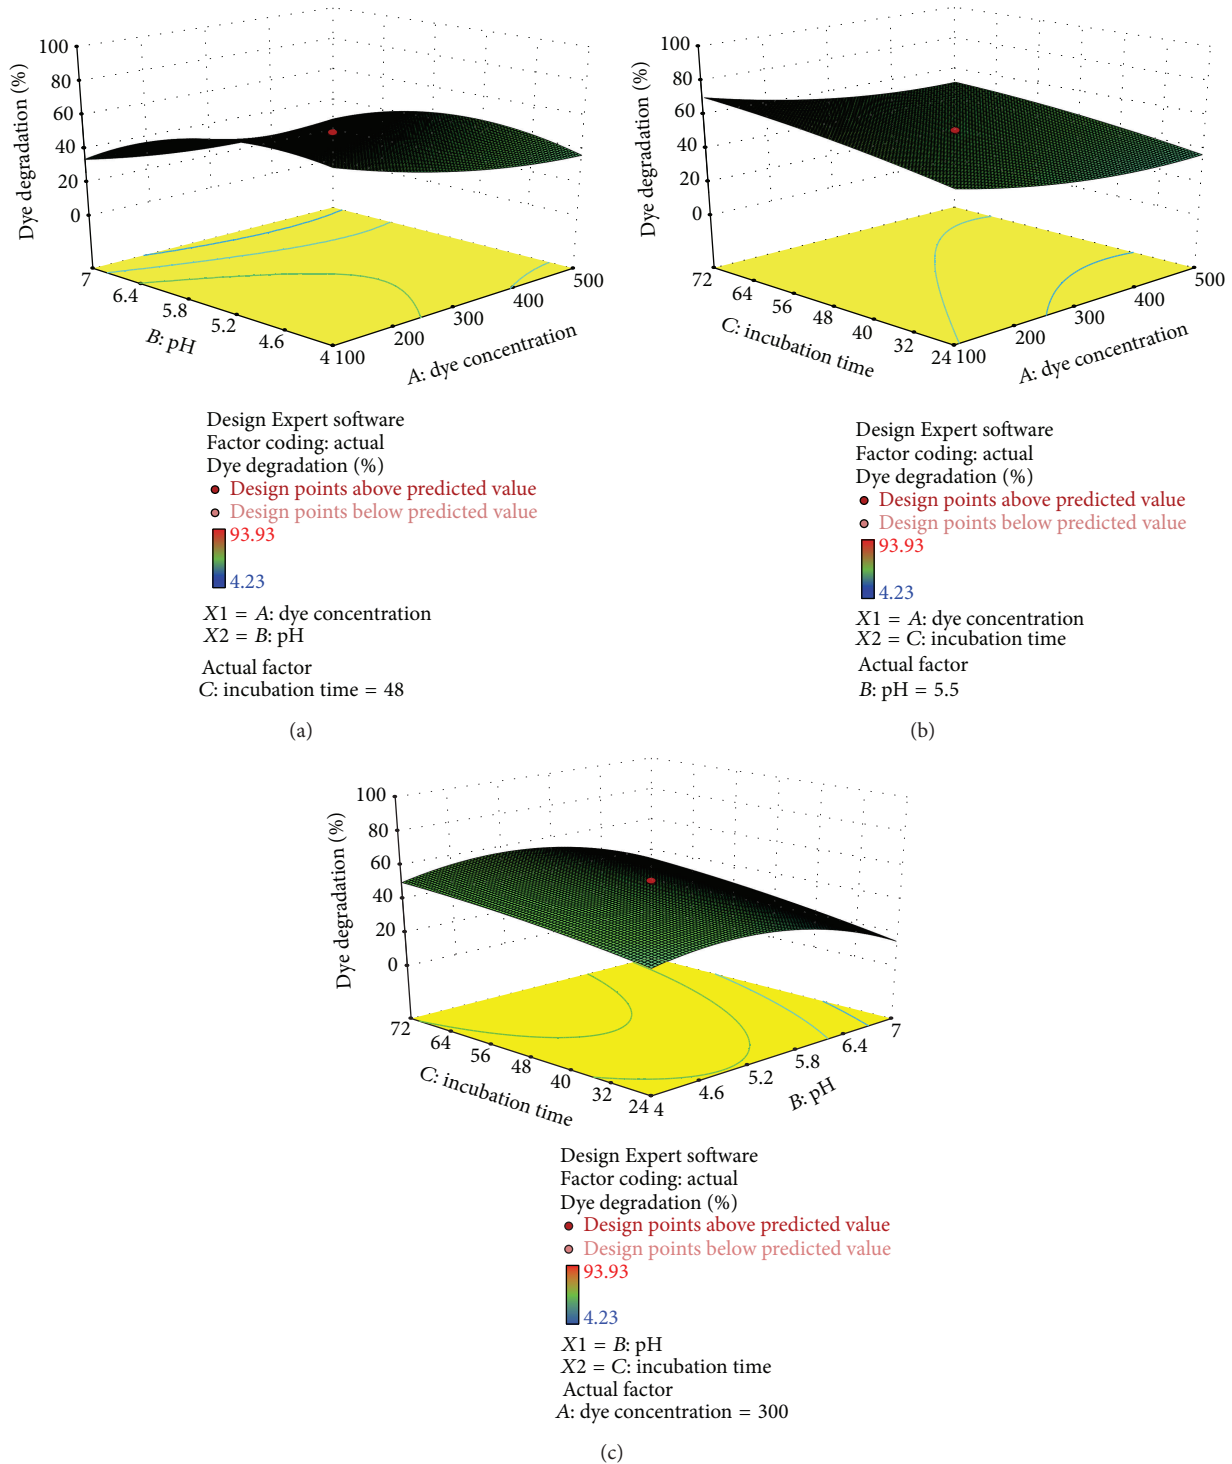 100
80
60
40
20
0
Dye degradation (%)
7
6.4
5.8
5.2
4.6
4
B: pH
100
200
300
400
500
A: dye concentration
Design Expert software
Factor coding: actual
Dye degradation (%)
Design points above predicted value
Design points below predicted value
93.93
4.23
X1 = A: dye concentration
X2 = B: pH
Actual factor
C: incubation time = 48
(a)
100
80
60
40
20
0
Dye degradation (%)
72
64
56
48
40
32
24
C: incubation time
100
200
300
400
500
A: dye concentration
Design Expert software
Factor coding: actual
Dye degradation (%)
Design points above predicted value
Design points below predicted value
93.93
4.23
X1 = A: dye concentration
X2 = C: incubation time
Actual factor
B: pH = 5.5
(b)
100
80
60
40
20
0
Dye degradation (%)
72
64
56
48
40
32
24
C: incubation time
4
4.6
5.2
5.8
6.4
7
B: pH
Design Expert software
Factor coding: actual
Dye degradation (%)
Design points above predicted value
Design points below predicted value
93.93
4.23
X1 = B: pH
X2 = C: incubation time
Actual factor
A: dye concentration = 300
(c)